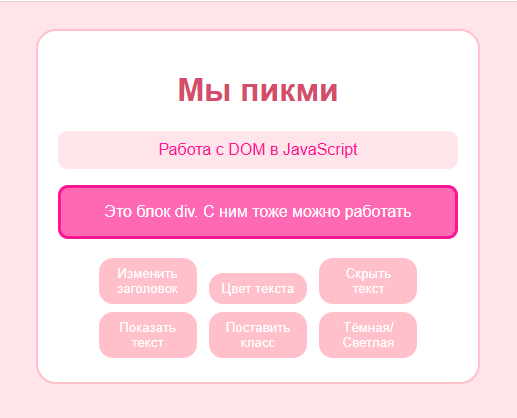 Мы пикми
Работа с DOM в JavaScript
Это блок div. С ним тоже можно работать
Изменить
заголовок
Цвет текста
Скрыть
текст
Показать
текст
Поставить
класс
Тёмная/
Светлая